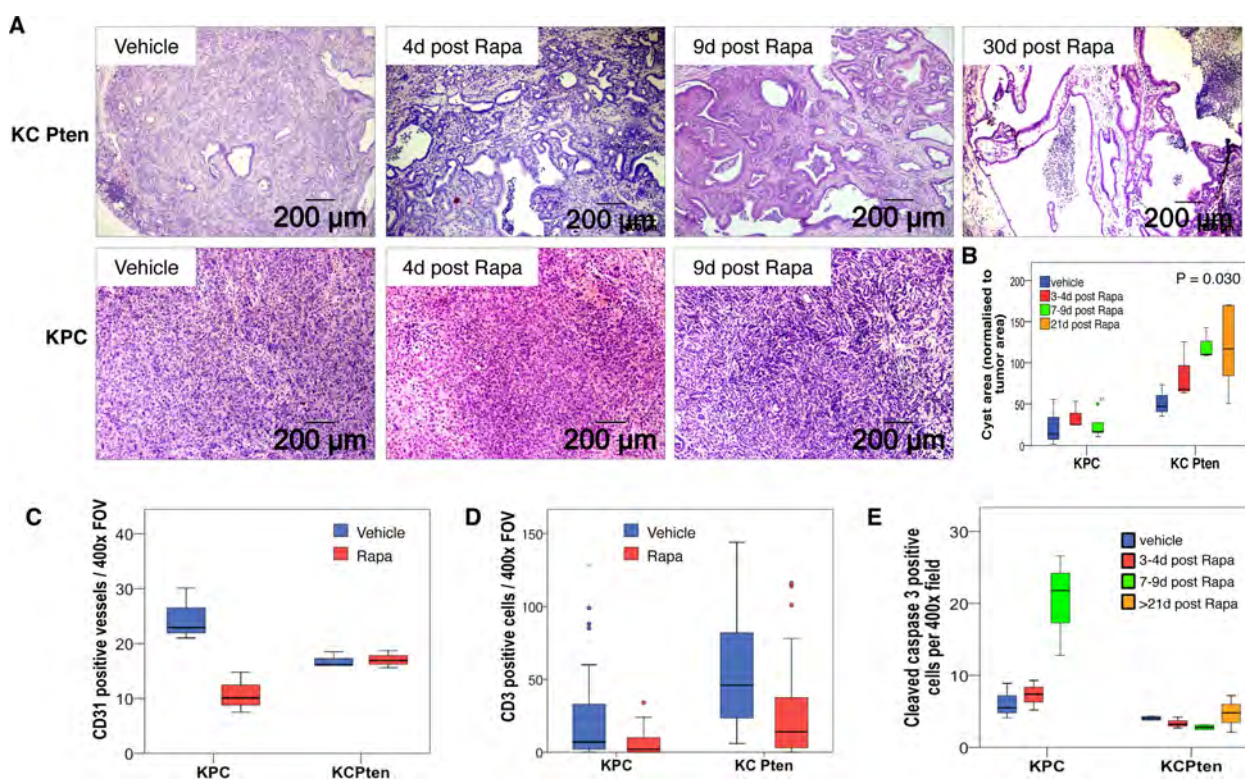 A
Vehicle
4d post Rapa
9d post Rapa
30d post Rapa
KC Pten
200 µm
200 µm
200 µm
200 µm
Vehicle
4d post Rapa
9d post Rapa
KPC
200 µm
200 µm
200 µm
B
P = 0.030
vehicle
3-4d post Rapa
7-9d post Rapa
21d post Rapa
Cyst area (normalised to
tumor area)
200
150
100
50
0
KPC
KC Pten
C
CD31 positive vessels / 400x FOV
40
30
20
10
0
Vehicle
Rapa
KPC
KCPten
D
CD3 positive cells / 400x FOV
150
100
50
0
Vehicle
Rapa
KPC
KC Pten
E
Cleaved caspase 3 positive
cells per 400x field
30
20
10
0
vehicle
3-4d post Rapa
7-9d post Rapa
>21d post Rapa
KPC
KCPten